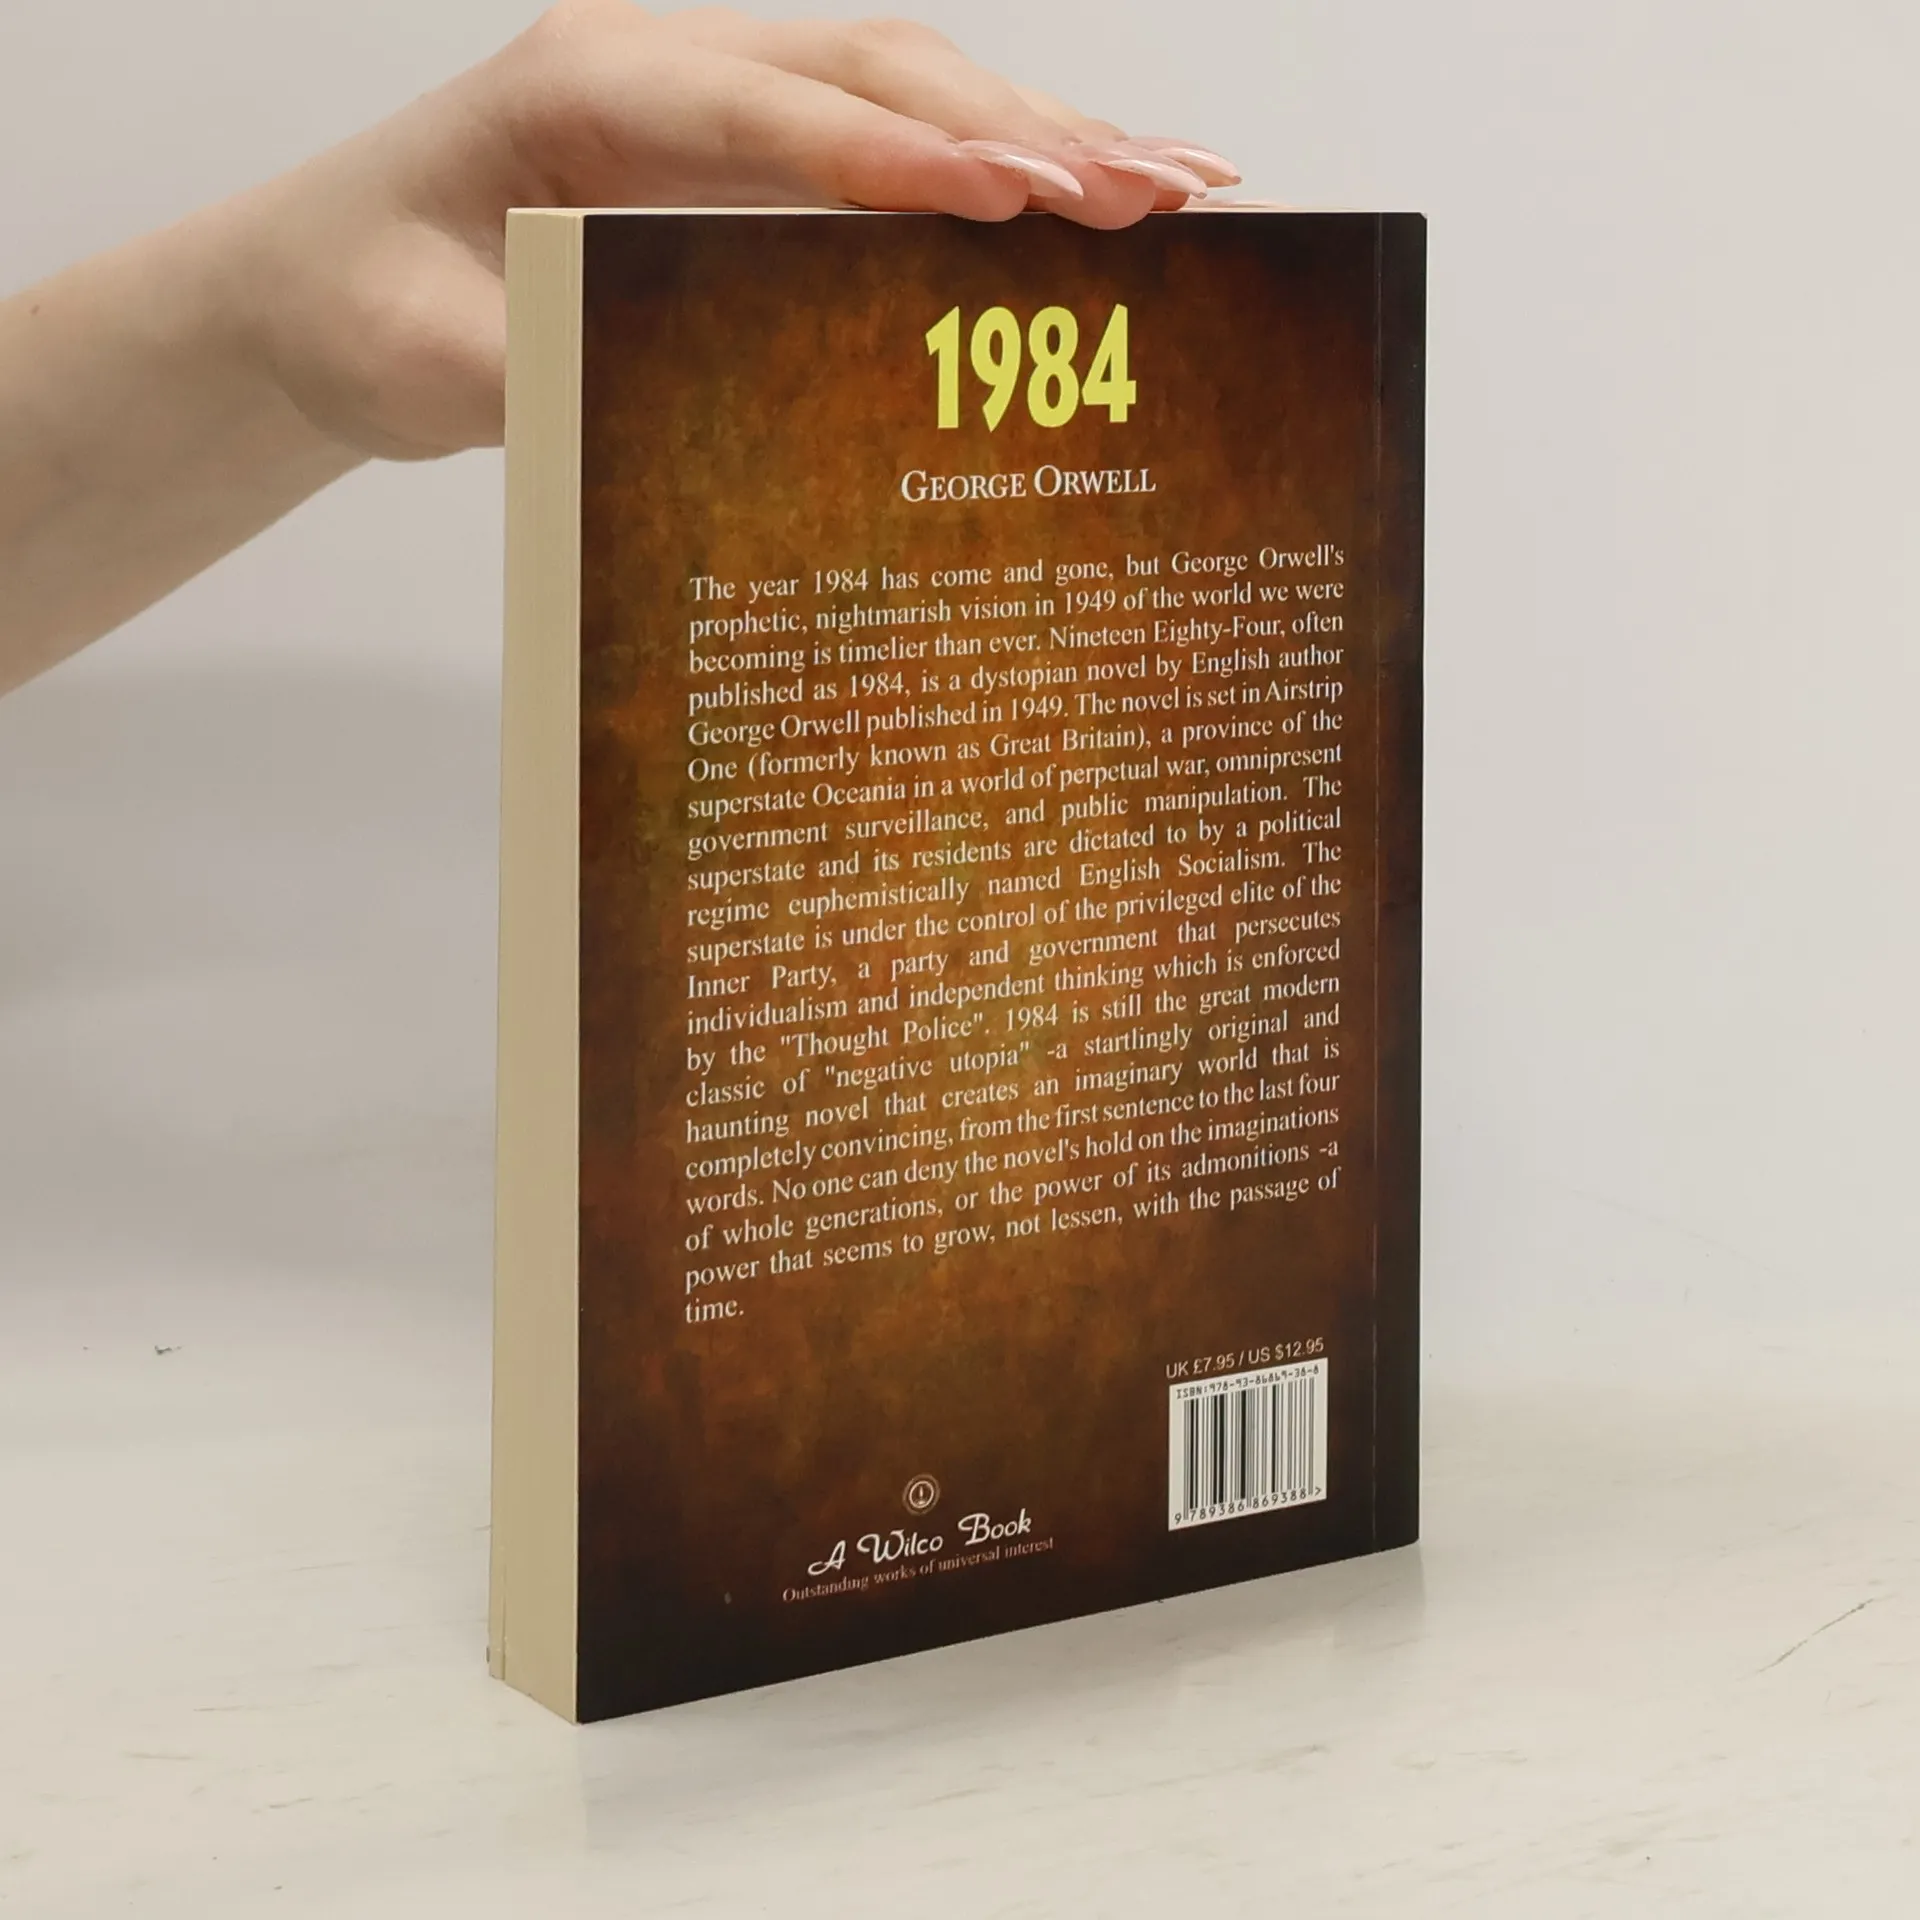 1984
GEORGE ORWELL
The year 1984 has come and gone, but George Orwell's
prophetic, nightmarish vision in 1949 of the world we were
becoming is timelier than ever. Nineteen Eighty-Four, often
published as 1984, is a dystopian novel by English author
George Orwell published in 1949. The novel is set in Airstrip
One (formerly known as Great Britain), a province of the
superstate Oceania in a world of perpetual war, omnipresent
government surveillance, and public manipulation. The
superstate and its residents are dictated to by a political
regime euphemistically named English Socialism. The
superstate is under the control of the privileged elite of the
Inner Party, a party and government that persecutes
individualism and independent thinking which is enforced
by the "Thought Police". 1984 is still the great modern
classic of "negative utopia" -a startlingly original and
haunting novel that creates an imaginary world that is
completely convincing, from the first sentence to the last four
words. No one can deny the novel's hold on the imaginations
of whole generations, or the power of its admonitions -a
power that seems to grow, not lessen, with the passage of
time.
UK £7.95 / US $12.95
ISBN:978-93-86869-38-8
9 789386 869388 >
A Wilco Book
Outstanding works of universal interest